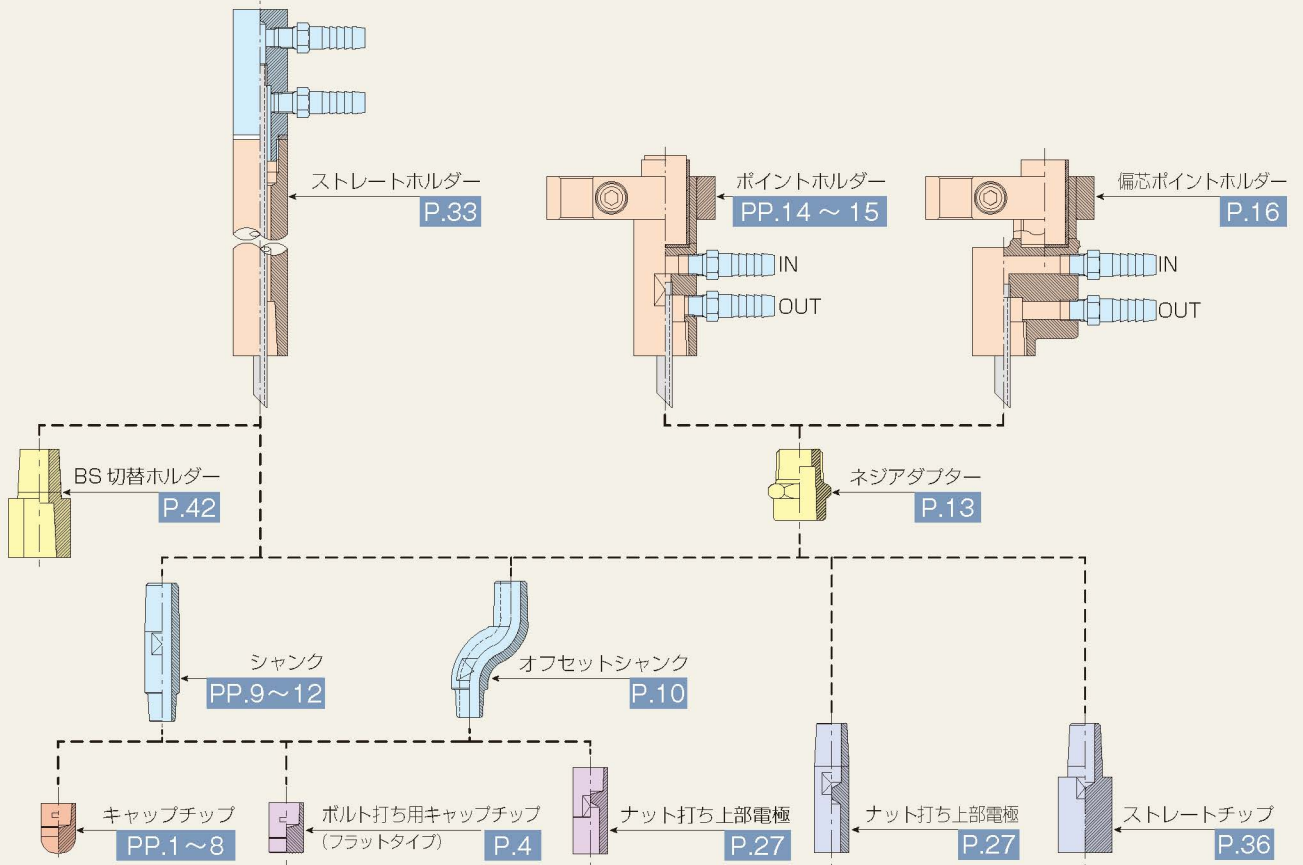 ストレートホルダー
P.33
ポイントホルダー
PP.14 ~ 15
偏芯ポイントホルダー
P.16
IN
OUT
IN
OUT
BS 切替ホルダー
P.42
ネジアダプター
P.13
シャンク
PP.9~12
オフセットシャンク
P.10
キャップチップ
PP.1~8
ボルト打ち用キャップチップ
(フラットタイプ)
P.4
ナット打ち上部電極
P.27
ナット打ち上部電極
P.27
ストレートチップ
P.36